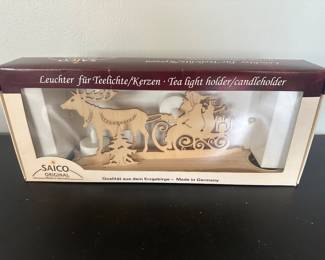 Leuchter für Teelichte/Kerzen · Tea light holder/candleholder
SAICO
ORIGINAL
Qualität aus dem Erzgebirge – Made in Germany